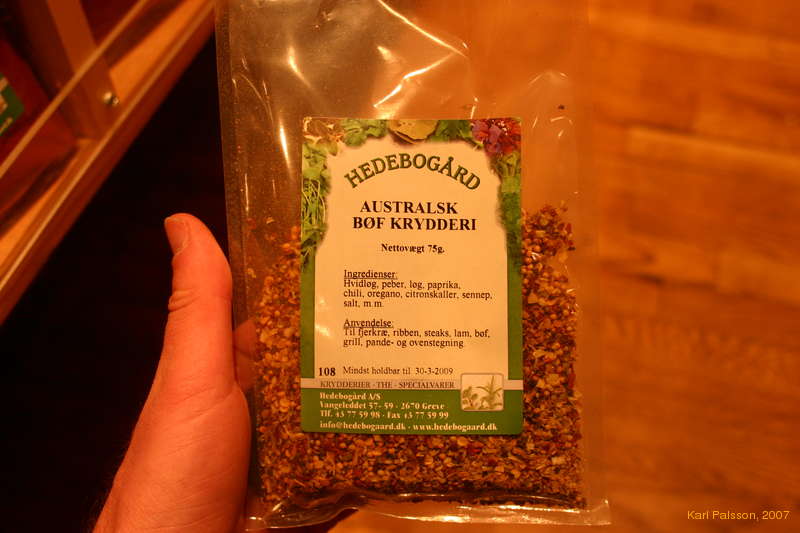 HEDEBOGÅRD
AUSTRALSK
BØF KRYDDERI
Nettovægt 75g.
Ingredienser:
Hvidløg, peber, løg, paprika,
chili, oregano, citronskaller, sennep,
salt, m.m.
Anvendelse:
Til fjerkræ, ribben, steaks, lam, bøf,
grill, pande- og ovenstegning.
108 Mindst holdbar til 30-3-2009
KRYDDERIER - THE - SPECIALVARER
Hedebogård A/S
Vangeleddet 57- 59 - 2670 Greve
Tlf. 43 77 59 98 - Fax 43 77 59 99
info@hedebogaard.dk - www.hedebogaard.dk
Karl Palsson, 2007